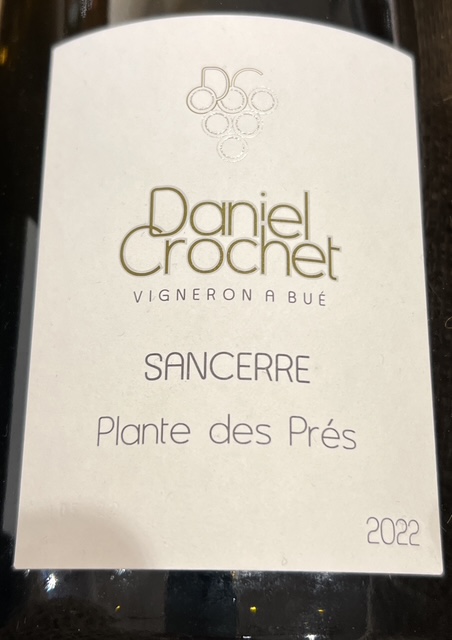 DC
Daniel
Crochet
VIGNERON A BUÉ
SANCERRE
Plante des Prés
2022